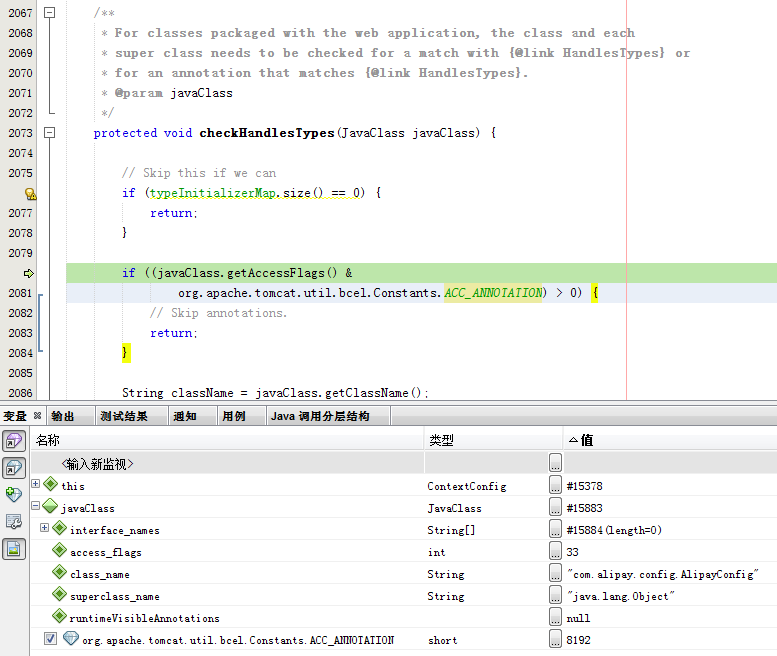 2067 /**
2068 * For classes packaged with the web application, the class and each
2069 * super class needs to be checked for a match with {@link HandlesTypes} or
2070 * for an annotation that matches {@link HandlesTypes}.
2071 * @param javaClass
2072 */
2073 protected void checkHandlesTypes(JavaClass javaClass) {
2074
2075 // Skip this if we can
if (typeInitializerMap.size() == 0) {
2077 return;
2078 }
2079
if ((javaClass.getAccessFlags() &
2081 org.apache.tomcat.util.bcel.Constants.ACC_ANNOTATION) > 0) {
2082 // Skip annotations.
2083 return;
2084 }
2085
2086 String className = javaClass.getClassName();
变量 输出 测试结果 通知 用例 Java 调用分层结构
名称 类型 值
<输入新监视> ...
this ContextConfig ... #15378
javaClass JavaClass ... #15883
interface_names String[] ... #15884(length=0)
access_flags int ... 33
class_name String ... "com.alipay.config.AlipayConfig"
superclass_name String ... "java.lang.Object"
runtimeVisibleAnnotations ... null
org.apache.tomcat.util.bcel.Constants.ACC_ANNOTATION short ... 8192